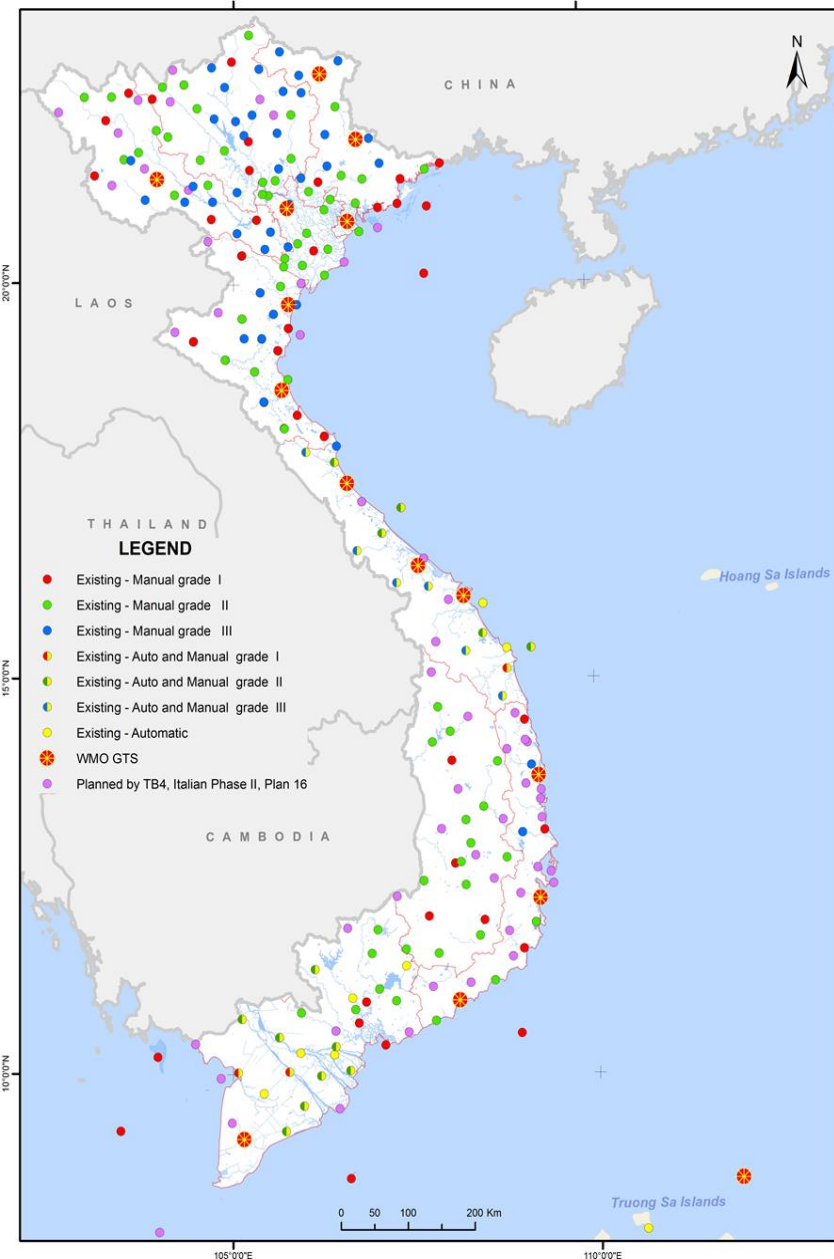 N
CHINA
20°0'0"N
LAOS
THAILAND
LEGEND
Existing - Manual grade I
Existing - Manual grade II
Existing - Manual grade III
Existing - Auto and Manual grade I
Existing - Auto and Manual grade II
Existing - Auto and Manual grade III
Existing - Automatic
WMO GTS
Planned by TB4, Italian Phase II, Plan 16
Hoang Sa Islands
15°0'0"N
CAMBODIA
10°0'0"N
Truong Sa Islands
0 50 100 200 Km
105°0'0"E
110°0'0"E